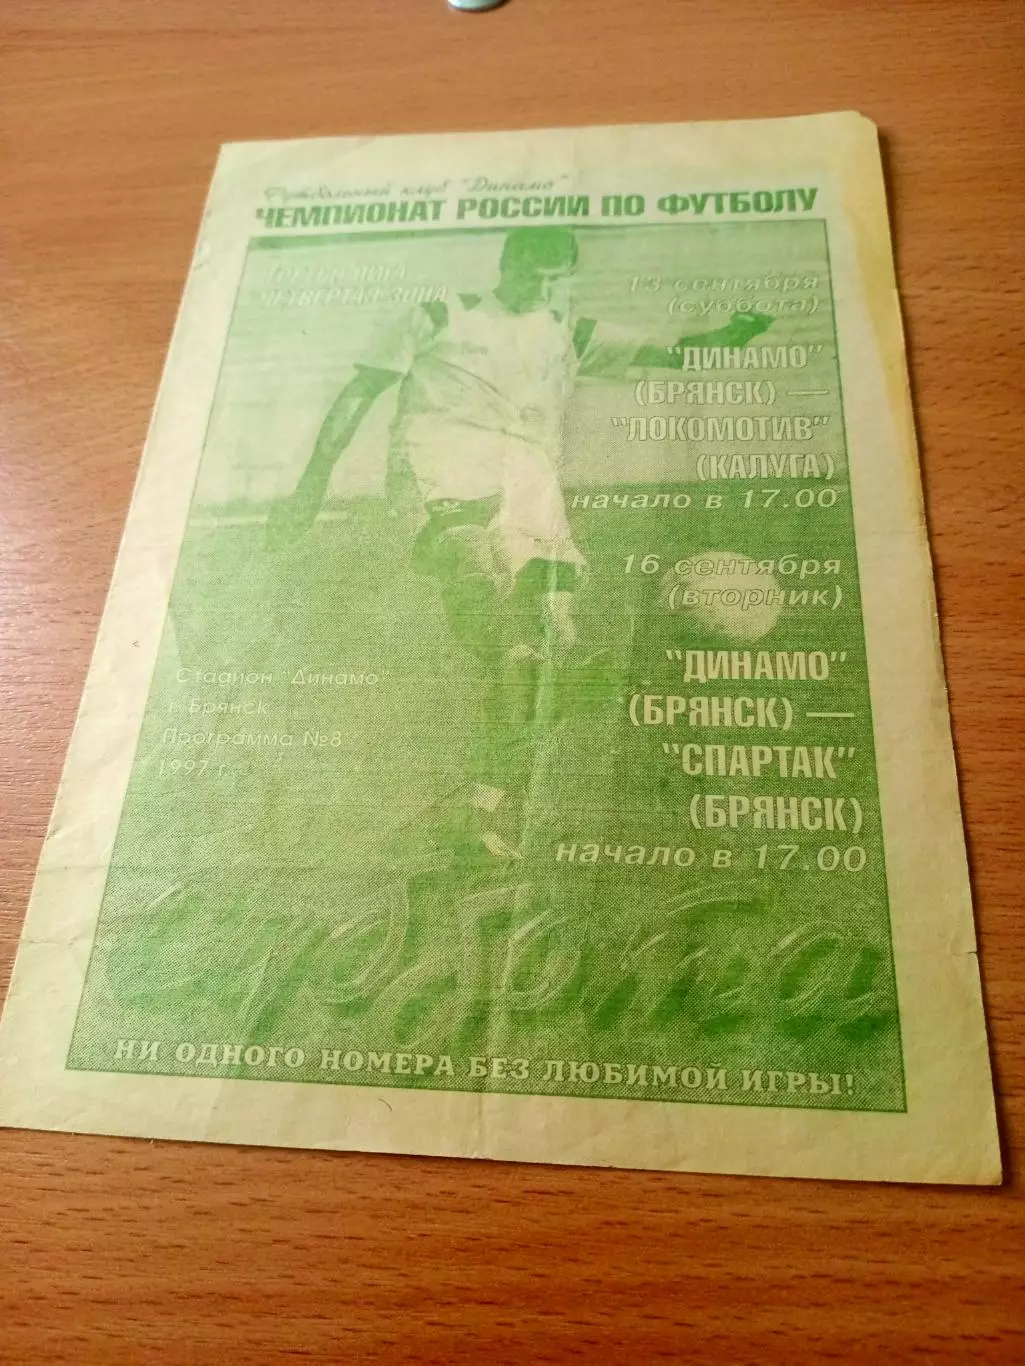 Футбольный клуб "Динамо"
ЧЕМПИОНАТ РОССИИ ПО ФУТБОЛУ
ТРЕТЬЯ ЛИГА
ЧЕТВЕРТАЯ ЗОНА
13 сентября
(суббота)
"ДИНАМО"
(БРЯНСК) —
"ЛОКОМОТИВ"
(КАЛУГА)
начало в 17.00
16 сентября
(вторник)
"ДИНАМО"
(БРЯНСК) —
"СПАРТАК"
(БРЯНСК)
начало в 17.00
Стадион "Динамо"
г. Брянск
Программа №8
1997 г.
НИ ОДНОГО НОМЕРА БЕЗ ЛЮБИМОЙ ИГРЫ!